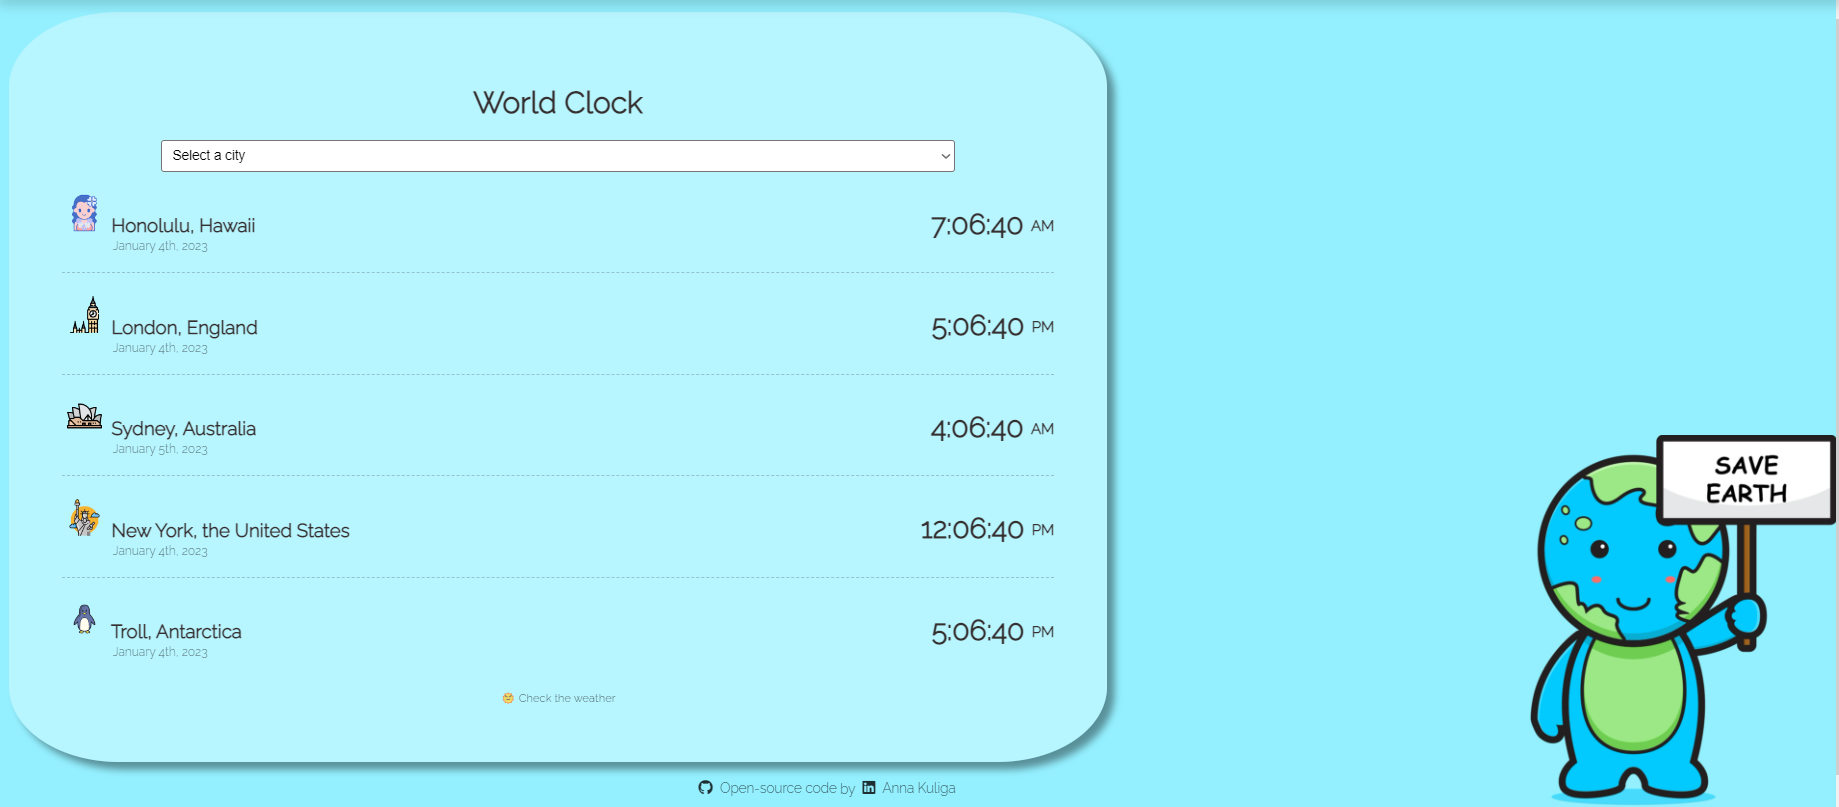 World Clock
Select a city
Honolulu, Hawaii 7:06:40 AM
January 4th, 2023
London, England 5:06:40 PM
January 4th, 2023
Sydney, Australia 4:06:40 AM
January 5th, 2023
New York, the United States 12:06:40 PM
January 4th, 2023
Troll, Antarctica 5:06:40 PM
January 4th, 2023
Check the weather
Open-source code by Anna Kuliga
SAVE
EARTH